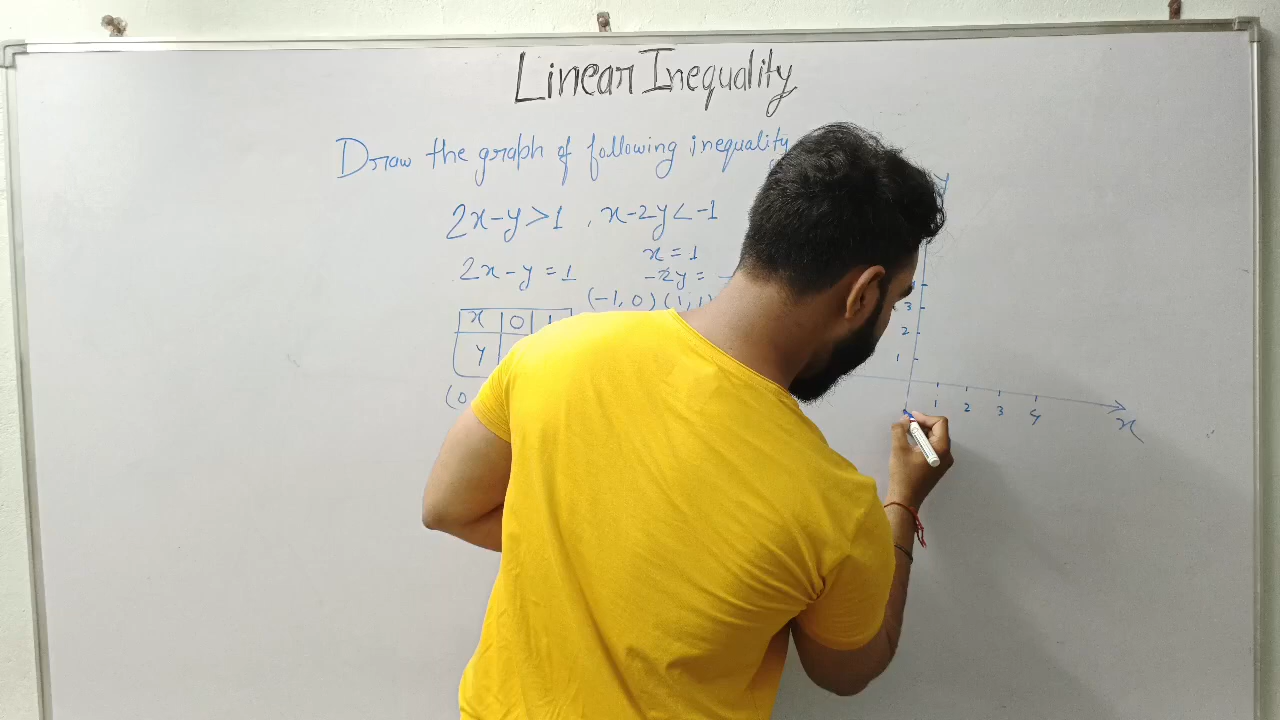 Linear Inequality
Draw the graph of following inequality
2x-y>1 , x-2y<-1
x = 1
2x-y=1
-2y = -
(-1,0) (1,1)
x 0 1
y
(0
y
3
2
1
1 2 3 4
x